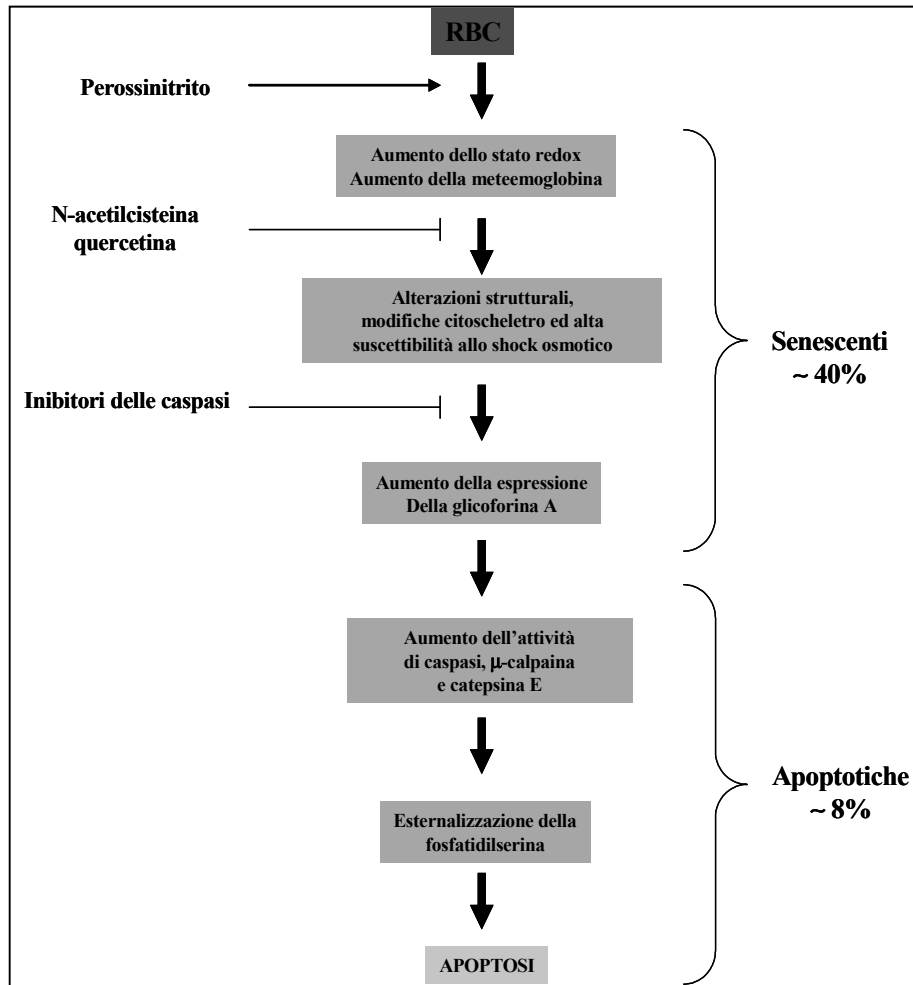 RBC
Perossinitrito
Aumento dello stato redox
Aumento della meteemoglobina
N-acetilcisteina
quercetina
Alterazioni strutturali,
modifiche citoscheletro ed alta
suscettibilità allo shock osmotico
Senescenti
~ 40%
Inibitori delle caspasi
Aumento della espressione
Della glicoforina A
Aumento dell'attività
di caspasi, μ-calpaina
e catepsina E
Apoptotiche
~ 8%
Esternalizzazione della
fosfatidilserina
APOPTOSI